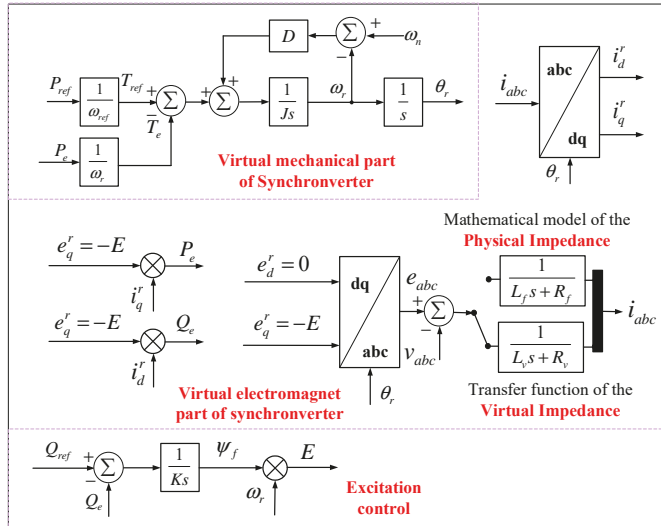 D
Σ
+
−
ω_n
P_ref
1/ω_ref
T_ref
+
Σ
−
T_e
+
+
Σ
1/Js
ω_r
1/s
θ_r
P_e
1/ω_r
Virtual mechanical part
of Synchronverter
i_abc
abc
dq
i_d^r
i_q^r
θ_r
e_q^r = −E
P_e
i_q^r
e_q^r = −E
Q_e
i_d^r
Virtual electromagnet
part of synchronverter
e_d^r = 0
e_q^r = −E
dq
abc
θ_r
e_abc
+
Σ
−
v_abc
Mathematical model of the
Physical Impedance
1/(L_f s + R_f)
1/(L_v s + R_v)
i_abc
Transfer function of the
Virtual Impedance
Q_ref
+
Σ
−
Q_e
1/Ks
ψ_f
ω_r
E
Excitation
control